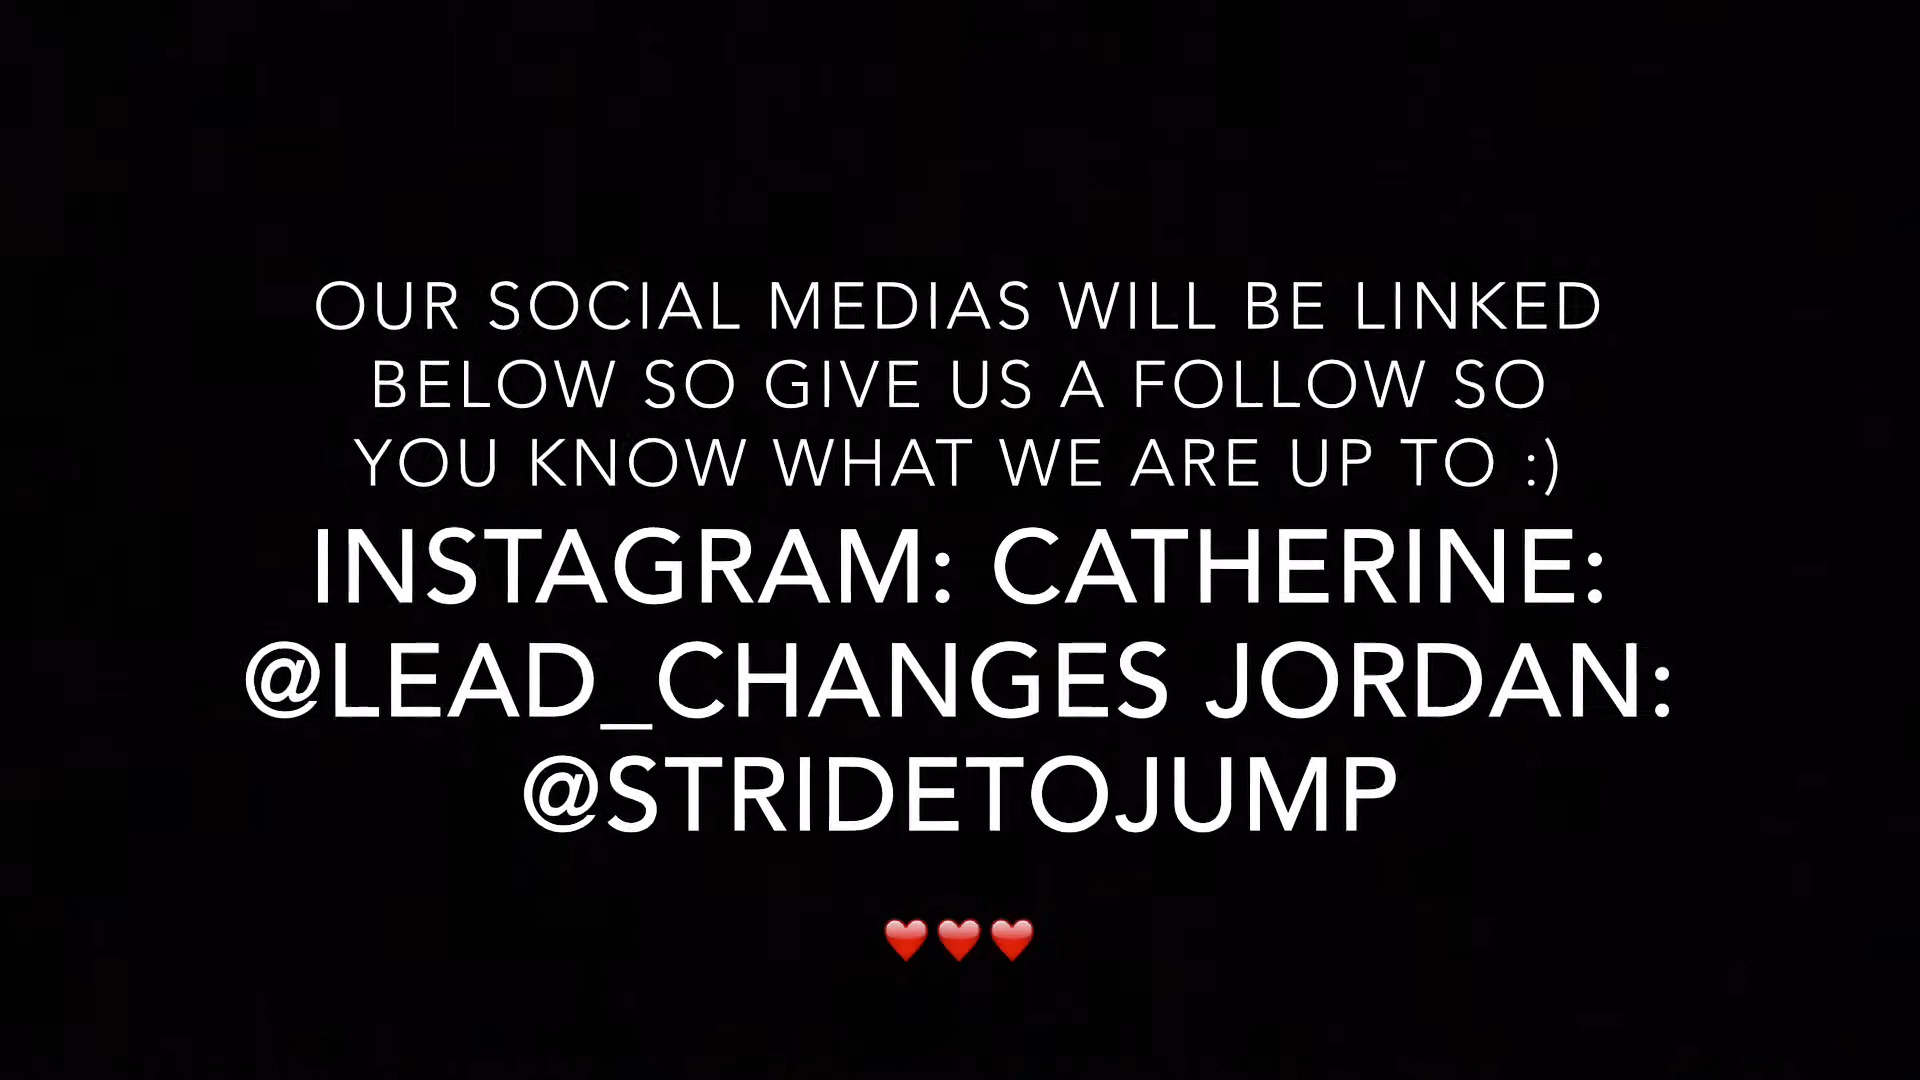 OUR SOCIAL MEDIAS WILL BE LINKED
BELOW SO GIVE US A FOLLOW SO
YOU KNOW WHAT WE ARE UP TO :)
INSTAGRAM: CATHERINE:
@LEAD_CHANGES JORDAN:
@STRIDETOJUMP
❤️❤️❤️